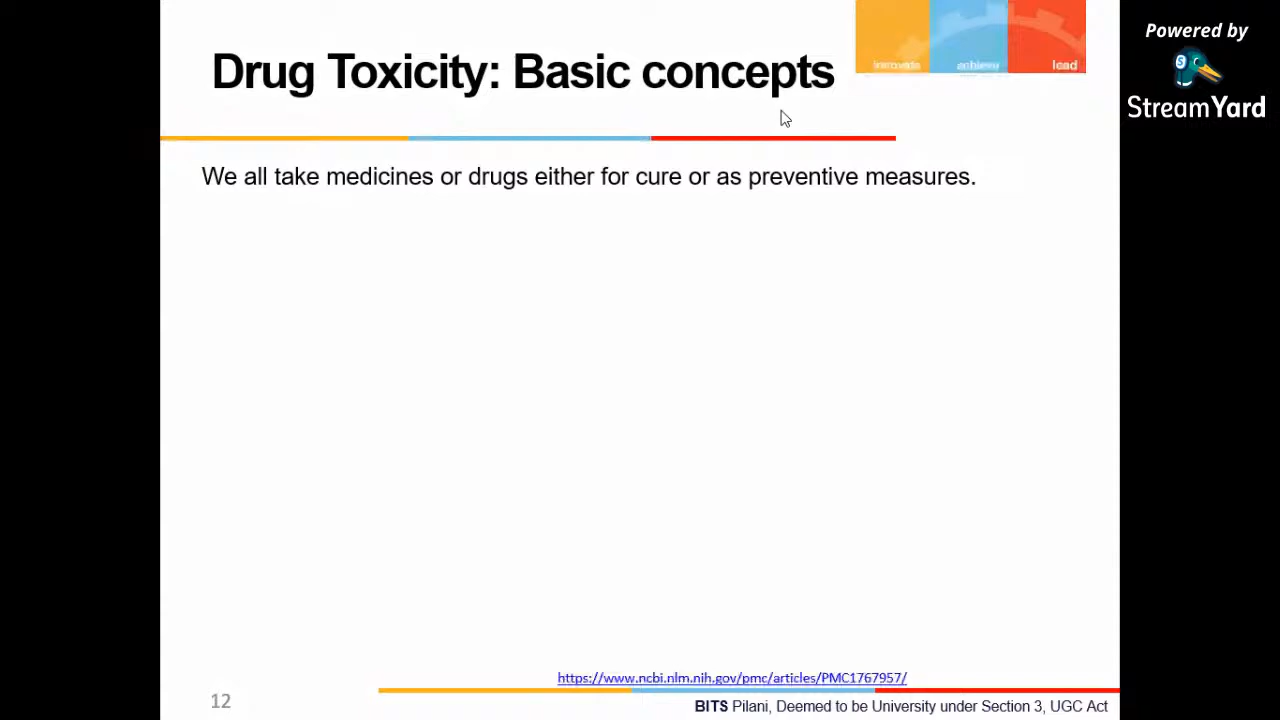 Powered by
StreamYard
innovate achieve lead
Drug Toxicity: Basic concepts
We all take medicines or drugs either for cure or as preventive measures.
https://www.ncbi.nlm.nih.gov/pmc/articles/PMC1767957/
12
BITS Pilani, Deemed to be University under Section 3, UGC Act